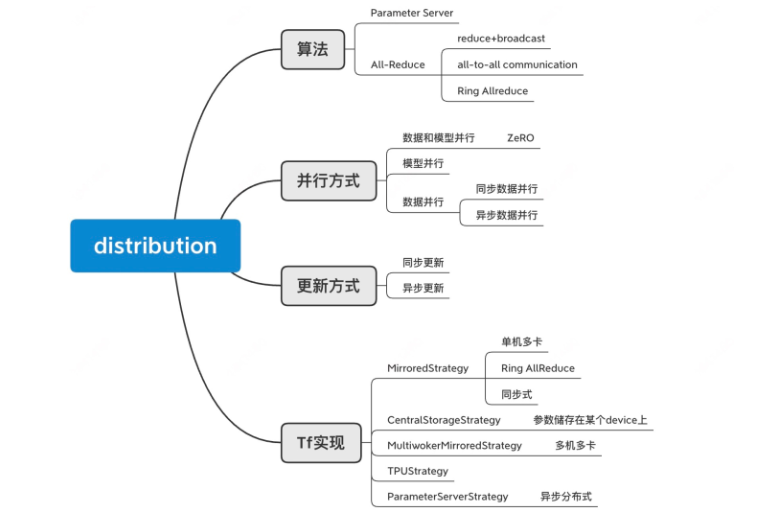 distribution
算法
Parameter Server
All-Reduce
reduce+broadcast
all-to-all communication
Ring Allreduce
并行方式
数据和模型并行 ZeRO
模型并行
数据并行
同步数据并行
异步数据并行
更新方式
同步更新
异步更新
Tf实现
MirroredStrategy
单机多卡
Ring AllReduce
同步式
CentralStorageStrategy 参数储存在某个device上
MultiwokerMirroredStrategy 多机多卡
TPUStrategy
ParameterServerStrategy 异步分布式